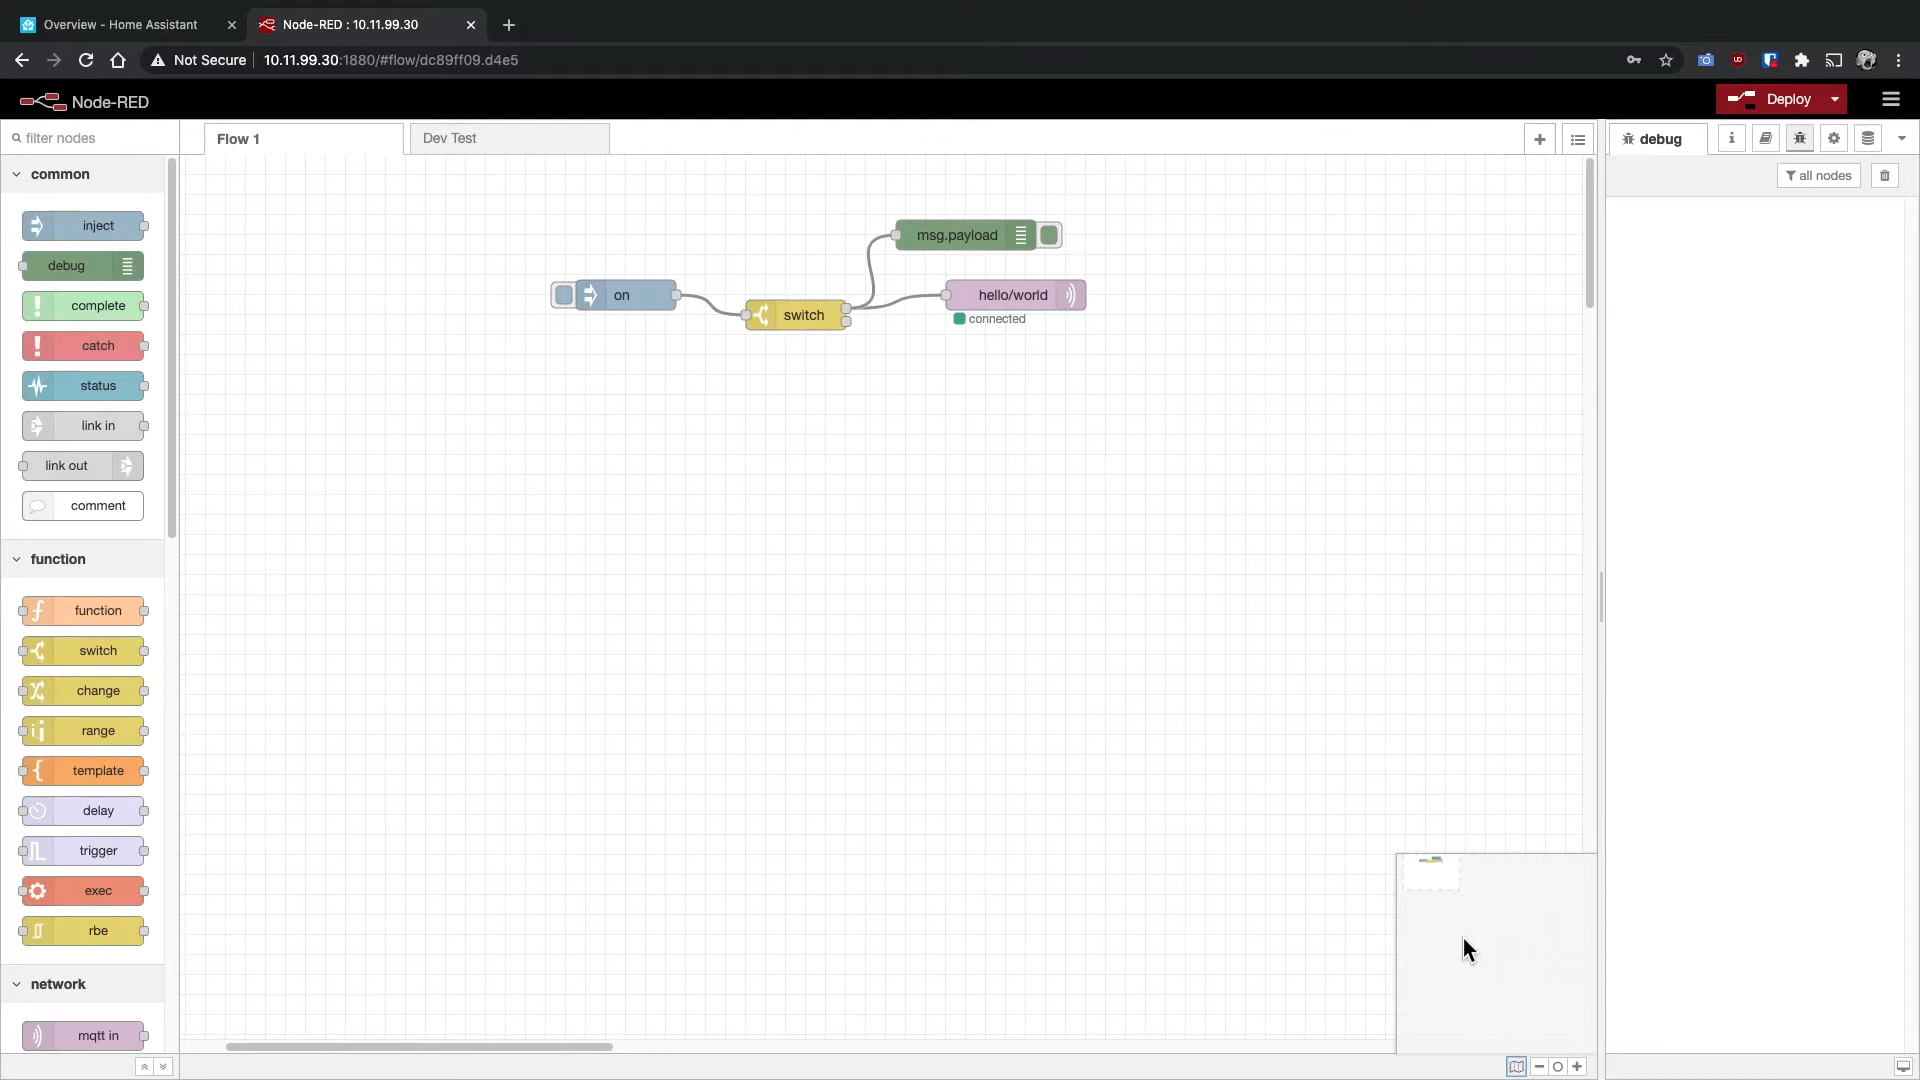 Overview - Home Assistant
Node-RED : 10.11.99.30
Not Secure
10.11.99.30:1880/#flow/dc89ff09.d4e5
Node-RED
Deploy
filter nodes
Flow 1
Dev Test
debug
all nodes
common
inject
debug
complete
catch
status
link in
link out
comment
function
function
switch
change
range
template
delay
trigger
exec
rbe
network
mqtt in
msg.payload
on
hello/world
switch
connected